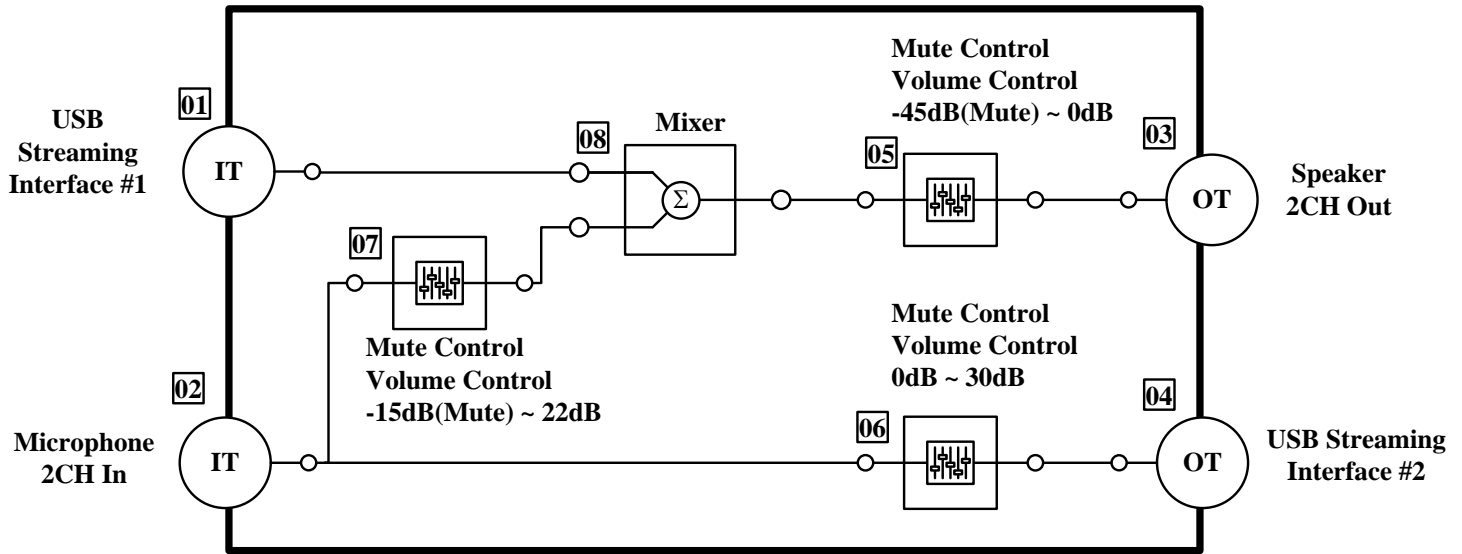 Mute Control
Volume Control
-45dB(Mute) ~ 0dB
01
USB
Streaming
Interface #1
IT
08
Mixer
Σ
05
03
OT
Speaker
2CH Out
07
Mute Control
Volume Control
-15dB(Mute) ~ 22dB
Mute Control
Volume Control
0dB ~ 30dB
02
Microphone
2CH In
IT
06
04
OT
USB Streaming
Interface #2